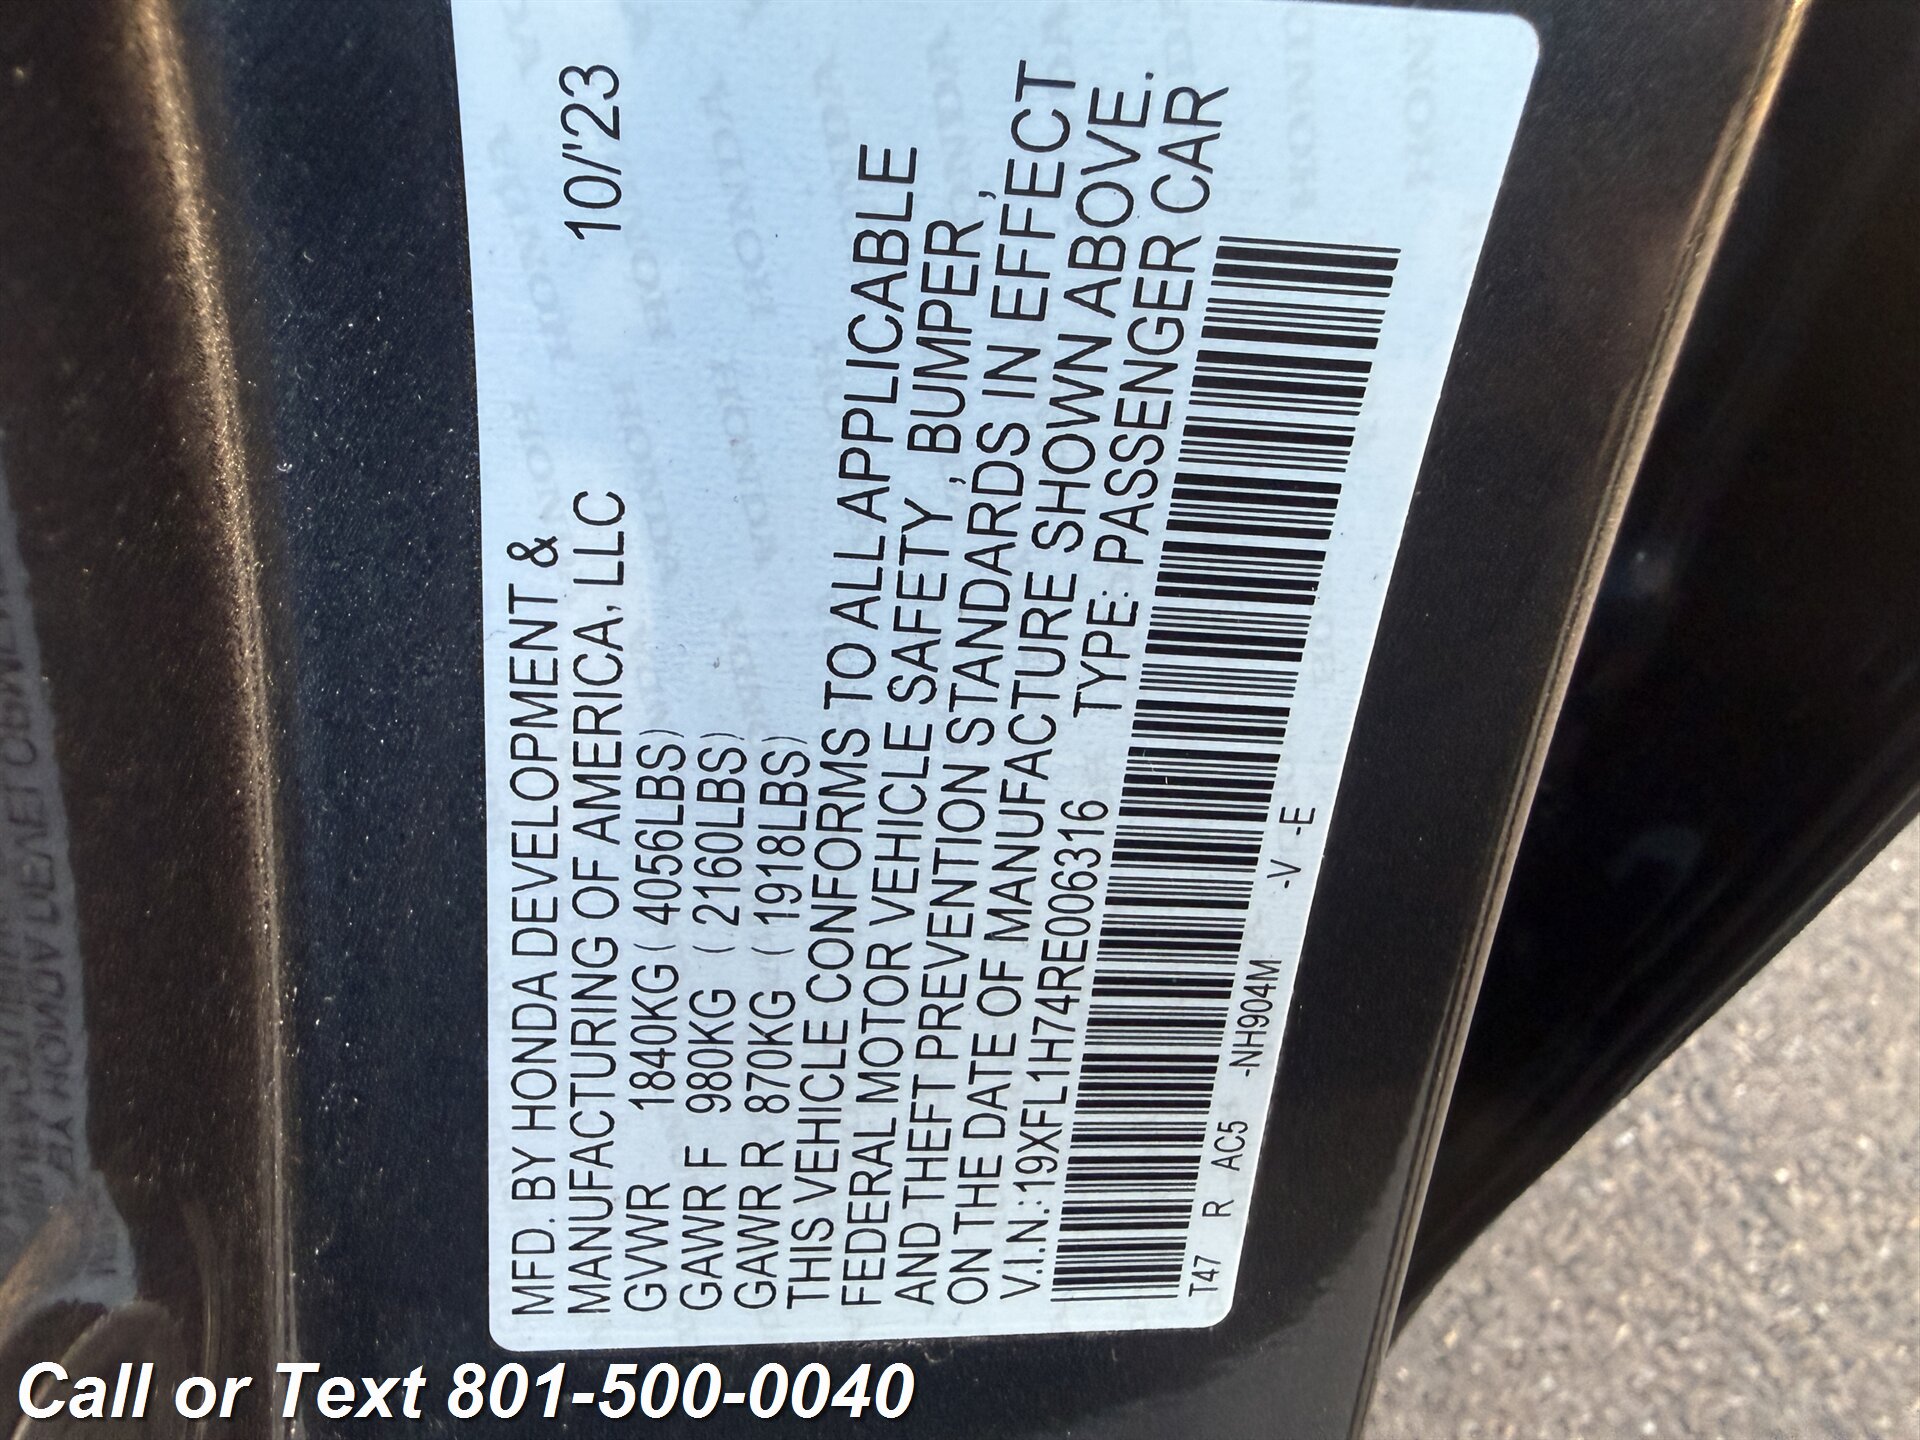 MFD. BY HONDA DEVELOPMENT &
MANUFACTURING OF AMERICA, LLC 10/'23
GVWR 1840KG ( 4056LBS)
GAWR F 980KG ( 2160LBS)
GAWR R 870KG ( 1918LBS)
THIS VEHICLE CONFORMS TO ALL APPLICABLE
FEDERAL MOTOR VEHICLE SAFETY, BUMPER,
AND THEFT PREVENTION STANDARDS IN EFFECT
ON THE DATE OF MANUFACTURE SHOWN ABOVE.
V.I.N.:19XFL1H74RE006316 TYPE: PASSENGER CAR
T47 R AC5 -NH904M -V -E
Call or Text 801-500-0040